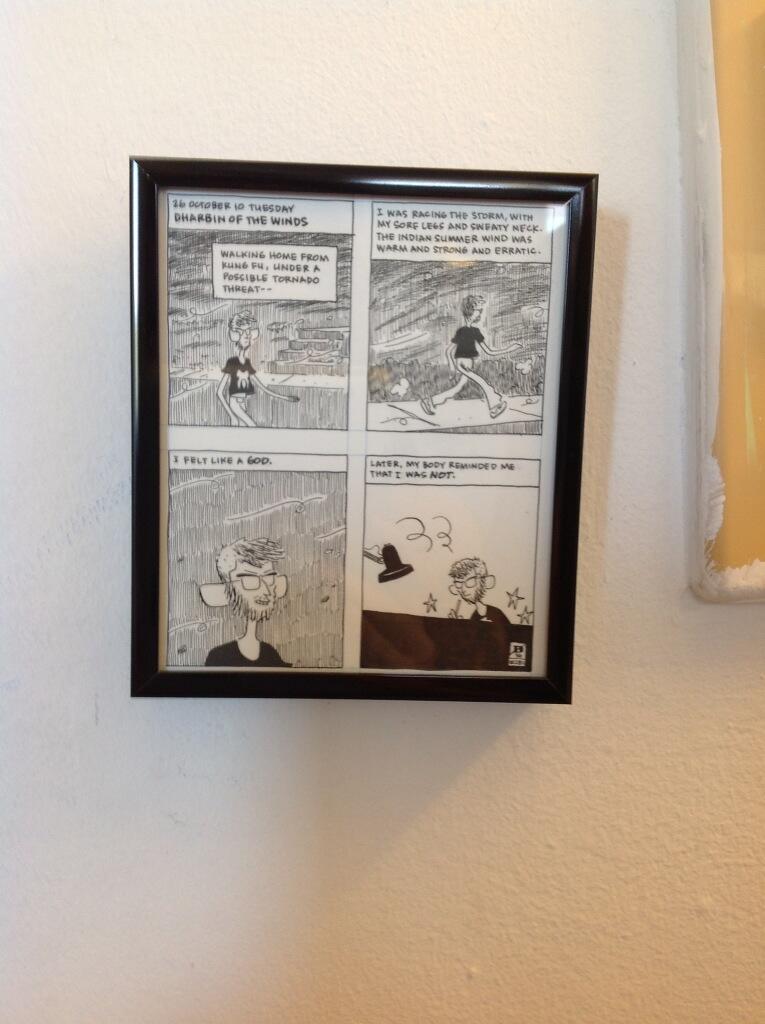 26 OCTOBER 10 TUESDAY
DHARBIN OF THE WINDS
WALKING HOME FROM
KUNG FU, UNDER A
POSSIBLE TORNADO
THREAT--
I WAS RACING THE STORM, WITH
MY SORE LEGS AND SWEATY NECK.
THE INDIAN SUMMER WIND WAS
WARM AND STRONG AND ERRATIC.
I FELT LIKE A GOD.
LATER, MY BODY REMINDED ME
THAT I WAS NOT.